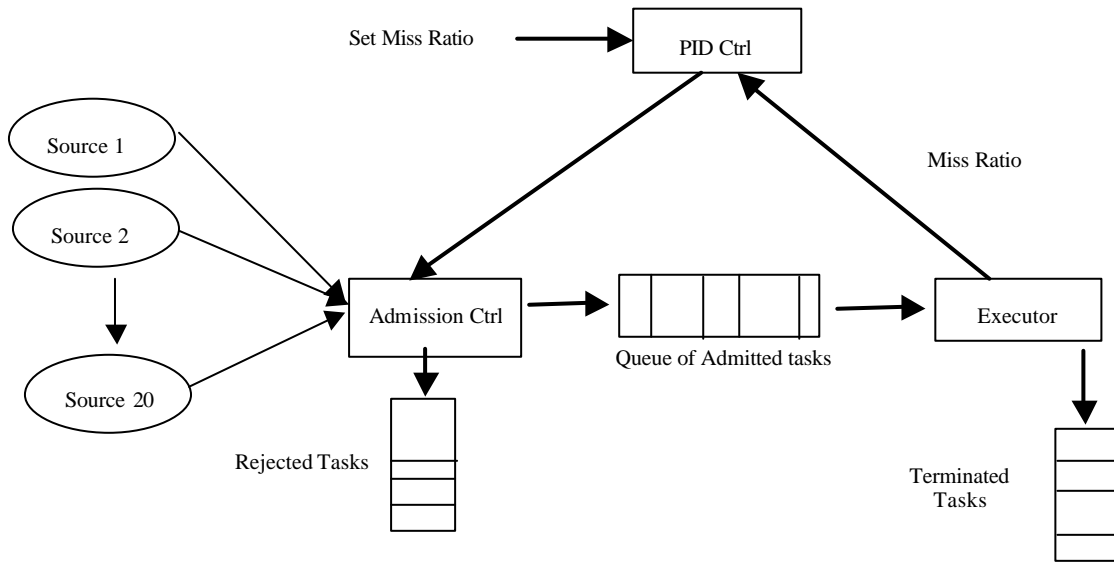 Set Miss Ratio
PID Ctrl
Source 1
Miss Ratio
Source 2
Admission Ctrl
Executor
Queue of Admitted tasks
Source 20
Rejected Tasks
Terminated
Tasks